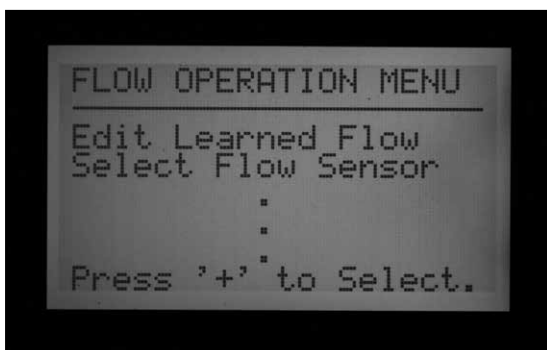 FLOW OPERATION MENU
Edit Learned Flow
Select Flow Sensor
.
.
.
Press '+' to Select.